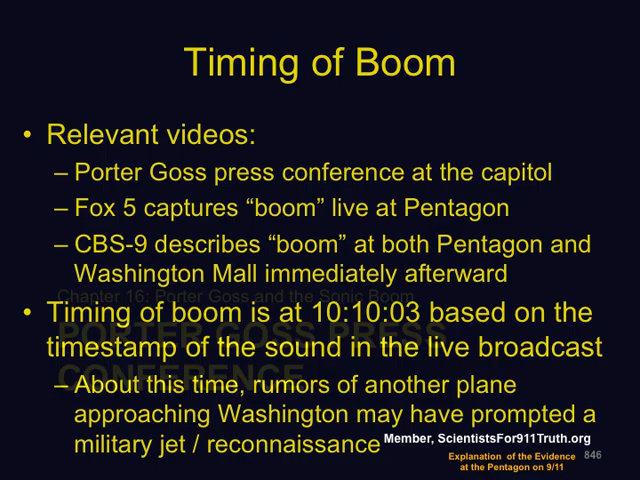 Timing of Boom
• Relevant videos:
– Porter Goss press conference at the capitol
– Fox 5 captures “boom” live at Pentagon
– CBS-9 describes “boom” at both Pentagon and
Washington Mall immediately afterward
Chapter 16: Porter Goss and the Sonic Boom
• Timing of boom is at 10:10:03 based on the
PORTER GOSS PRESS
timestamp of the sound in the live broadcast
CONFERENCE
– About this time, rumors of another plane
approaching Washington may have prompted a
military jet / reconnaissance
Member, ScientistsFor911Truth.org
Explanation of the Evidence
at the Pentagon on 9/11
846